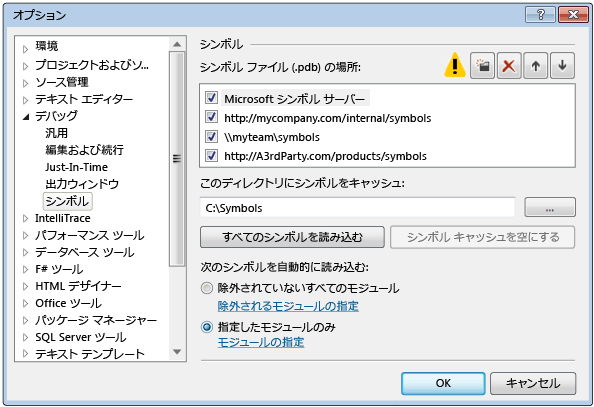 オプション
環境
プロジェクトおよびソ...
ソース管理
テキスト エディター
デバッグ
汎用
編集および続行
Just-In-Time
出力ウィンドウ
シンボル
IntelliTrace
パフォーマンス ツール
データベース ツール
F# ツール
HTML デザイナー
Office ツール
パッケージ マネージャー
SQL Server ツール
テキスト テンプレート
シンボル
シンボル ファイル (.pdb) の場所:
Microsoft シンボル サーバー
http://mycompany.com/internal/symbols
\\myteam\symbols
http://A3rdParty.com/products/symbols
このディレクトリにシンボルをキャッシュ:
C:\Symbols
...
すべてのシンボルを読み込む
シンボル キャッシュを空にする
次のシンボルを自動的に読み込む:
除外されていないすべてのモジュール
除外されるモジュールの指定
指定したモジュールのみ
モジュールの指定
OK
キャンセル